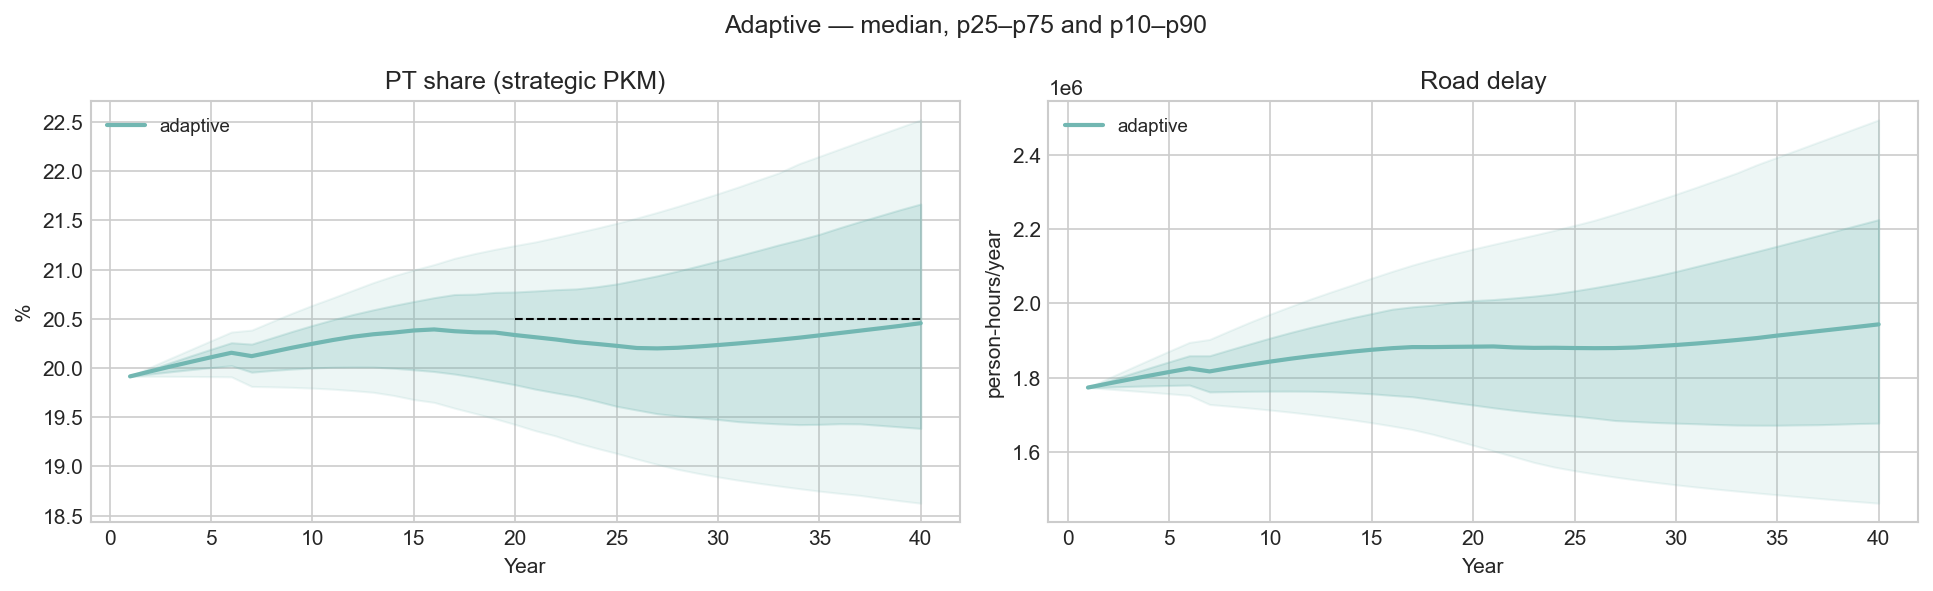 Adaptive — median, p25–p75 and p10–p90
PT share (strategic PKM)
adaptive
%
22.5
22.0
21.5
21.0
20.5
20.0
19.5
19.0
18.5
0 5 10 15 20 25 30 35 40
Year
Road delay
1e6
adaptive
person-hours/year
2.4
2.2
2.0
1.8
1.6
0 5 10 15 20 25 30 35 40
Year